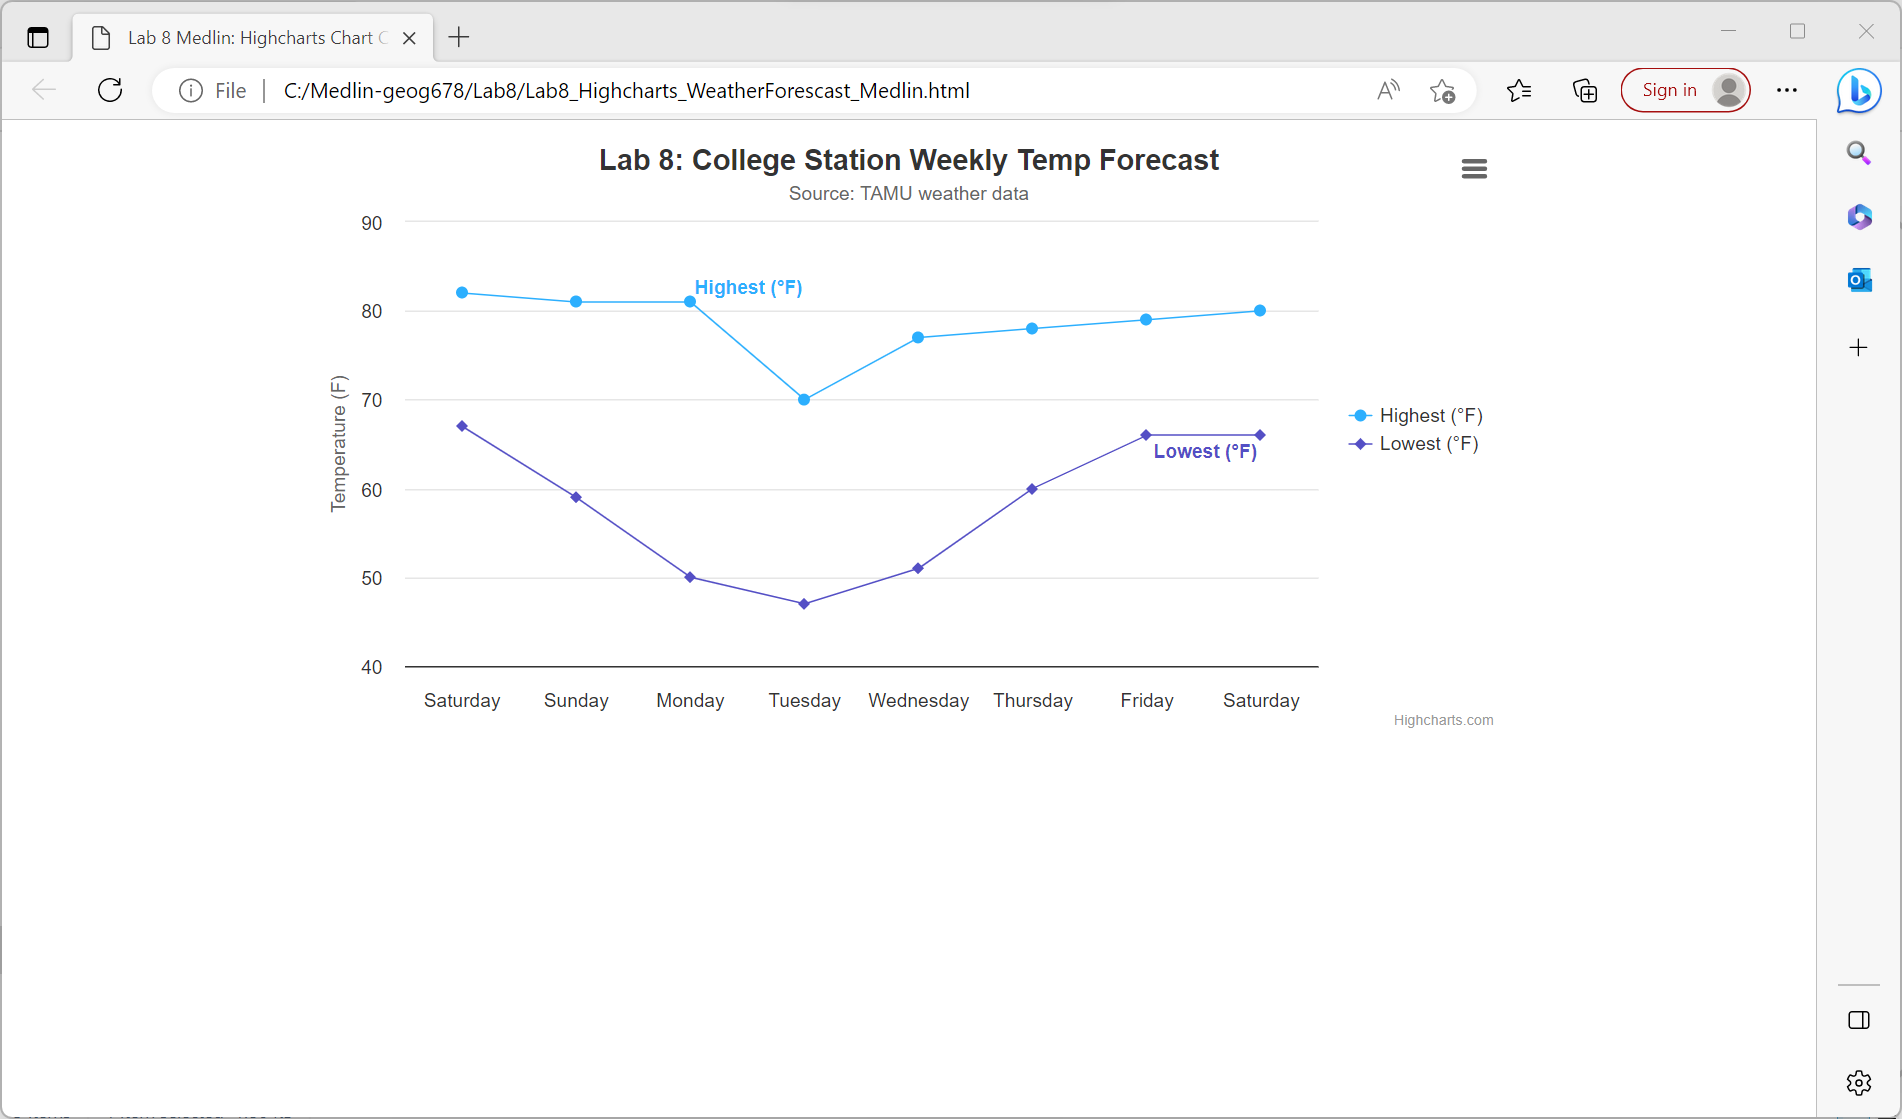 Lab 8 Medlin: Highcharts Chart
File
C:/Medlin-geog678/Lab8/Lab8_Highcharts_WeatherForescast_Medlin.html
Sign in
Lab 8: College Station Weekly Temp Forecast
Source: TAMU weather data
90
80
70
60
50
40
Temperature (F)
Highest (°F)
Lowest (°F)
Highest (°F)
Lowest (°F)
Saturday Sunday Monday Tuesday Wednesday Thursday Friday Saturday
Highcharts.com